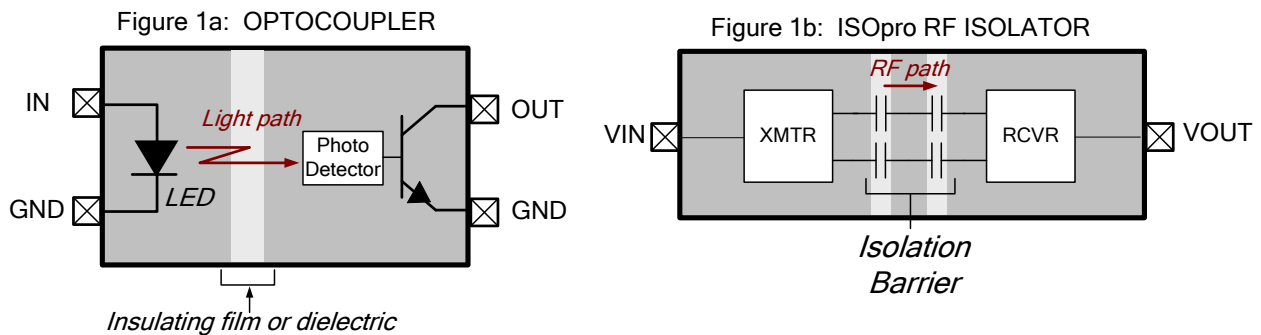 Figure 1a: OPTOCOUPLER
IN
GND
Light path
LED
Photo
Detector
OUT
GND
Insulating film or dielectric
Figure 1b: ISOpro RF ISOLATOR
RF path
VIN
XMTR
RCVR
VOUT
Isolation
Barrier